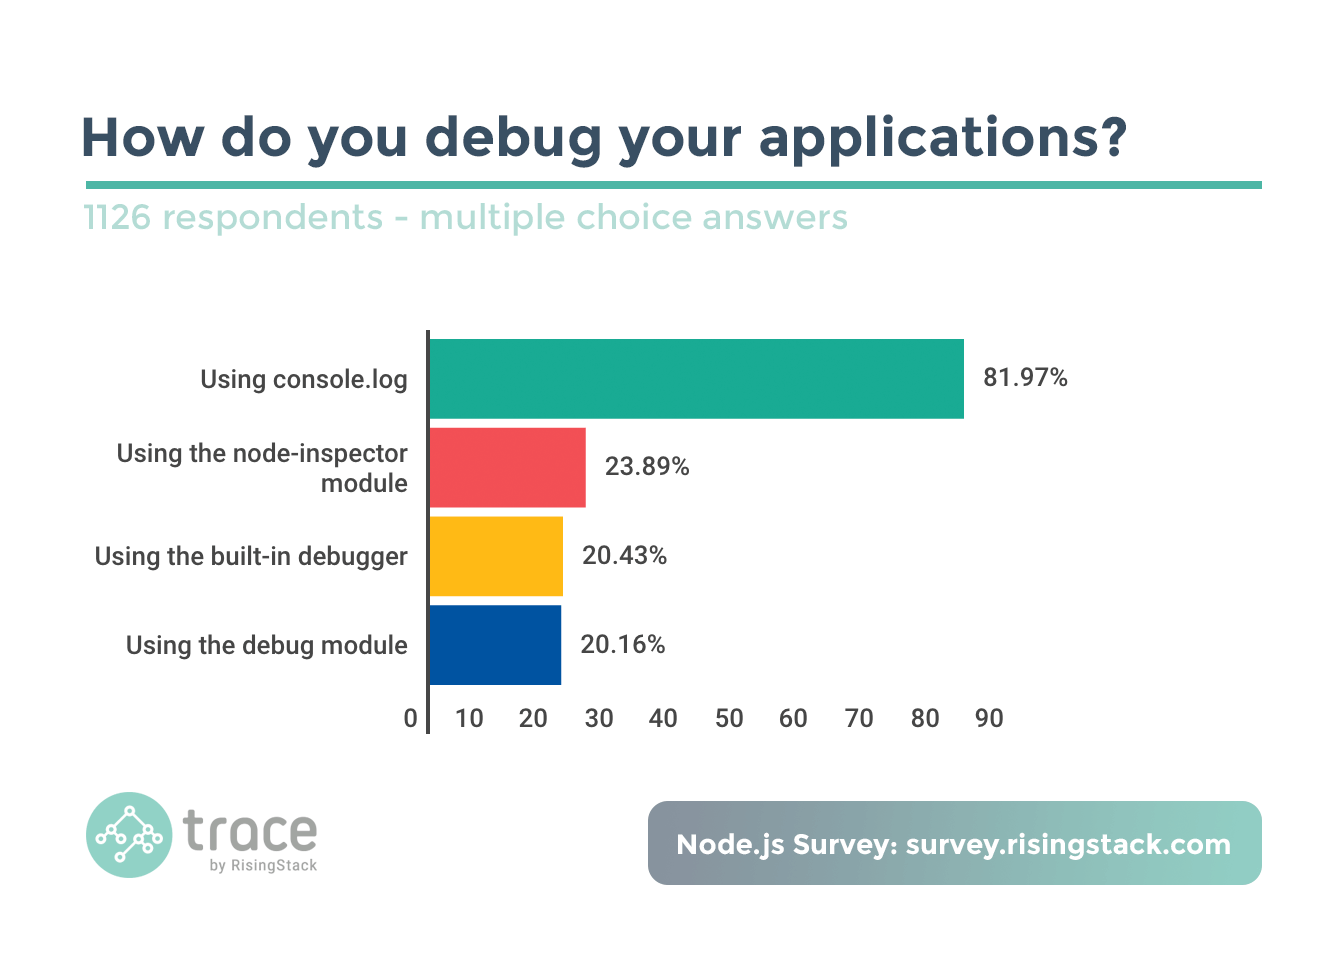 How do you debug your applications?
1126 respondents - multiple choice answers
Using console.log
81.97%
Using the node-inspector
module
23.89%
Using the built-in debugger
20.43%
Using the debug module
20.16%
0 10 20 30 40 50 60 70 80 90
trace
by RisingStack
Node.js Survey: survey.risingstack.com